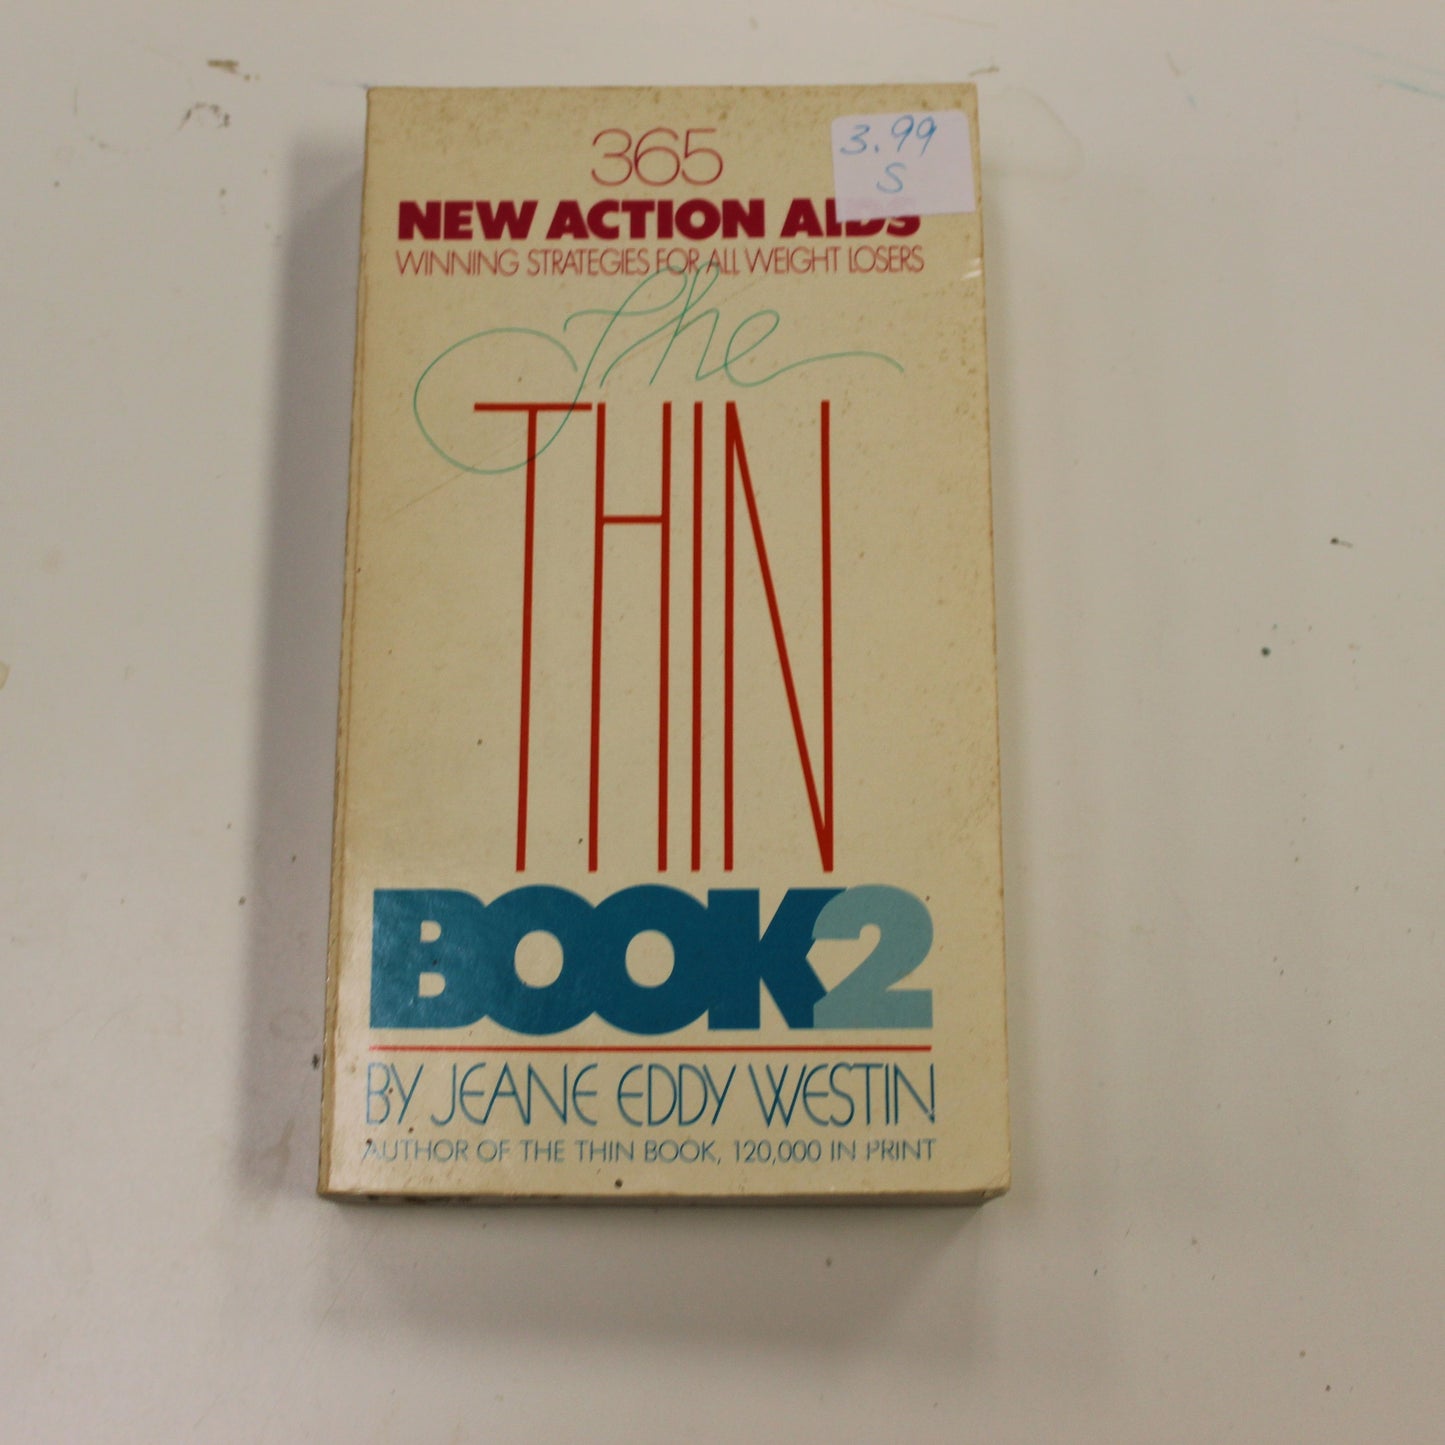 365
3.99
S
NEW ACTION AIDS
WINNING STRATEGIES FOR ALL WEIGHT LOSERS
The
THIN
BOOK2
BY JEANE EDDY WESTIN
AUTHOR OF THE THIN BOOK, 120,000 IN PRINT